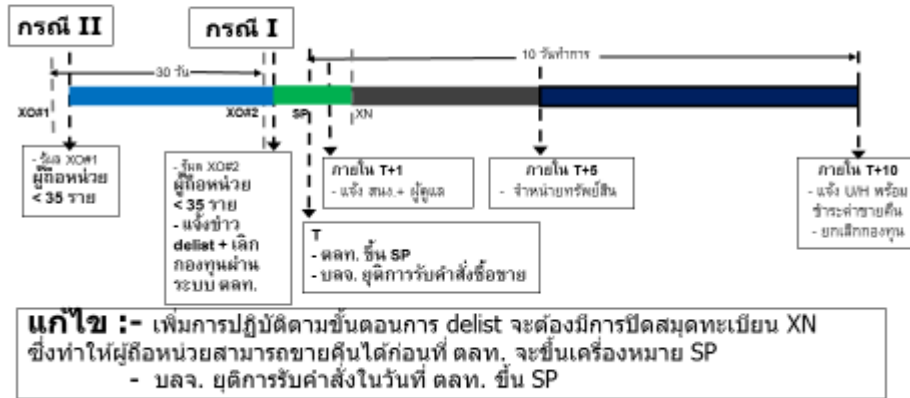 กรณี II
กรณี I
10 วันทำการ
30 วัน
XO#1
XO#2
SP
XN
- รู้ผล XO#1
ผู้ถือหน่วย
< 35 ราย
- รู้ผล XO#2
ผู้ถือหน่วย
< 35 ราย
- แจ้งข่าว
delist + เลิก
กองทุนผ่าน
ระบบ ตลท.
ภายใน T+1
- แจ้ง สนง.+ ผู้ดูแล
T
- ตลท. ขึ้น SP
- บลจ. ยุติการรับคำสั่งซื้อขาย
ภายใน T+5
- จำหน่ายทรัพย์สิน
ภายใน T+10
- แจ้ง U/H พร้อม
ชำระค่าขายคืน
- ยกเลิกกองทุน
แก้ไข :- เพิ่มการปฏิบัติตามขั้นตอนการ delist จะต้องมีการปิดสมุดทะเบียน XN
ซึ่งทำให้ผู้ถือหน่วยสามารถขายคืนได้ก่อนที่ ตลท. จะขึ้นเครื่องหมาย SP
- บลจ. ยุติการรับคำสั่งในวันที่ ตลท. ขึ้น SP